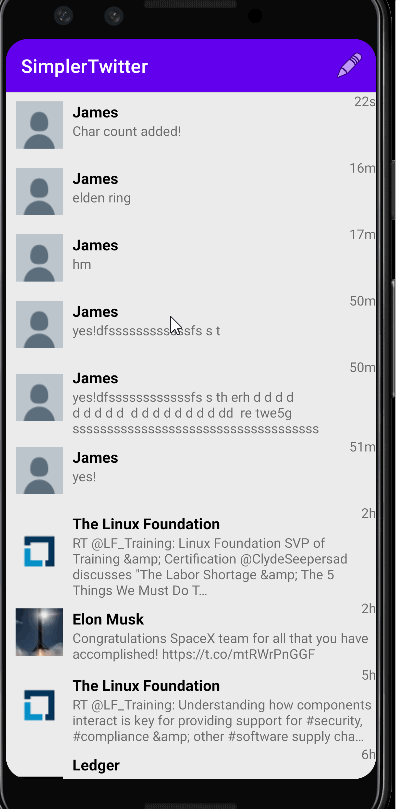 SimplerTwitter
James
22s
Char count added!
James
16m
elden ring
James
17m
hm
James
50m
James
50m
yes!dfssssssssssssfs s th erh d d d d
d d d d d  d d d d d d d d dd  re twe5g
sssssssssssssssssssssssssssssssssssss
James
51m
yes!
The Linux Foundation
2h
RT @LF_Training: Linux Foundation SVP of
Training &amp; Certification @ClydeSeepersad
discusses "The Labor Shortage &amp; The 5
Things We Must Do T…
Elon Musk
2h
Congratulations SpaceX team for all that you have
accomplished! https://t.co/mtRWrPnGGF
The Linux Foundation
5h
RT @LF_Training: Understanding how components
interact is key for providing support for #security,
#compliance &amp; other #software supply cha…
Ledger
6h